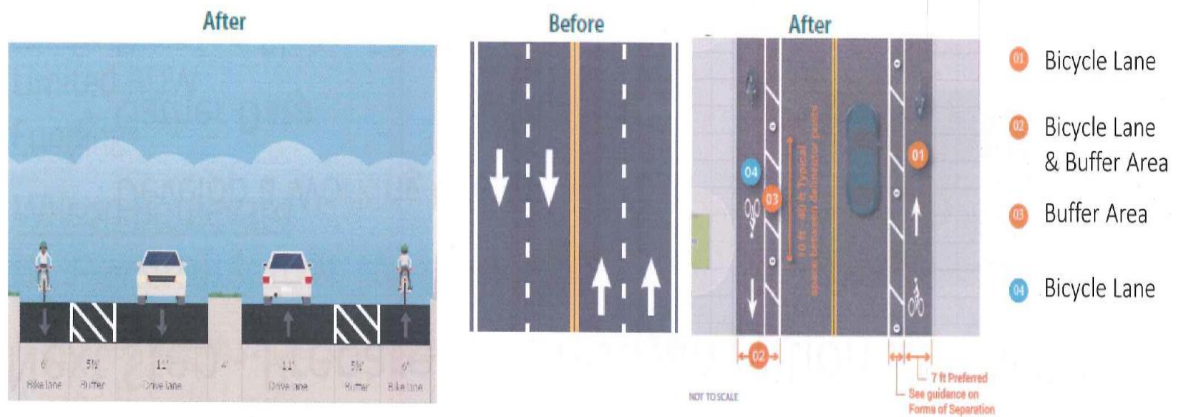 After
6' 5½' 11' 4' 11' 5½' 6'
Bike lane Buffer Drive lane Drive lane Buffer Bike lane
Before
After
04
03
01
10 ft - 40 ft Typical
space between delineator posts
02
NOT TO SCALE
7 ft Preferred
See guidance on
Forms of Separation
01 Bicycle Lane
02 Bicycle Lane
& Buffer Area
03 Buffer Area
04 Bicycle Lane